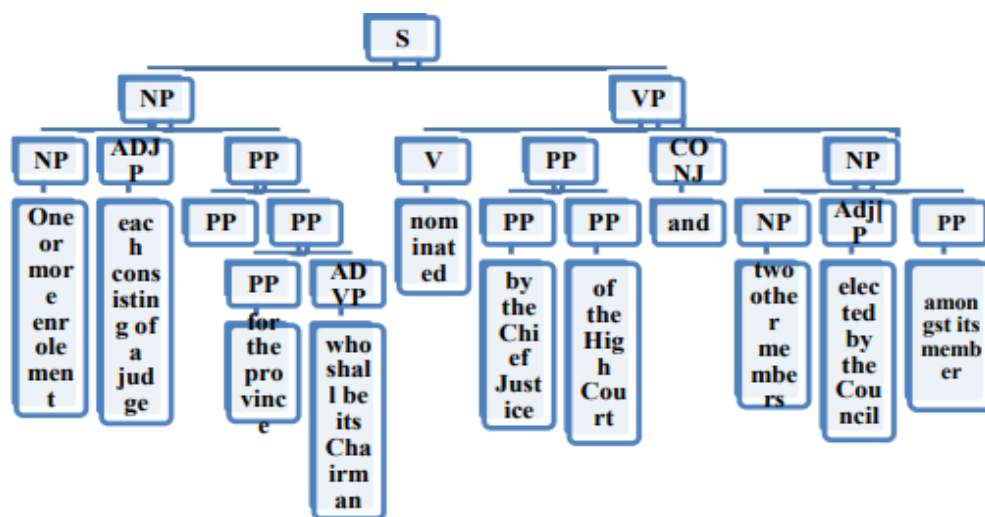 S
NP
VP
NP
ADJ
P
PP
V
PP
CO
NJ
NP
One
or
mor
e
enr
ole
men
t
eac
h
cons
istin
g of
a
jud
ge
PP
PP
nom
inat
ed
PP
PP
and
NP
Adj[
P
PP
PP
AD
VP
for
the
pro
vinc
e
who
shal
l be
its
Cha
irm
an
by
the
Chi
ef
Just
ice
of
the
Hig
h
Cou
rt
two
othe
r
me
mbe
rs
elec
ted
by
the
Cou
ncil
amo
ngst its
memb
er